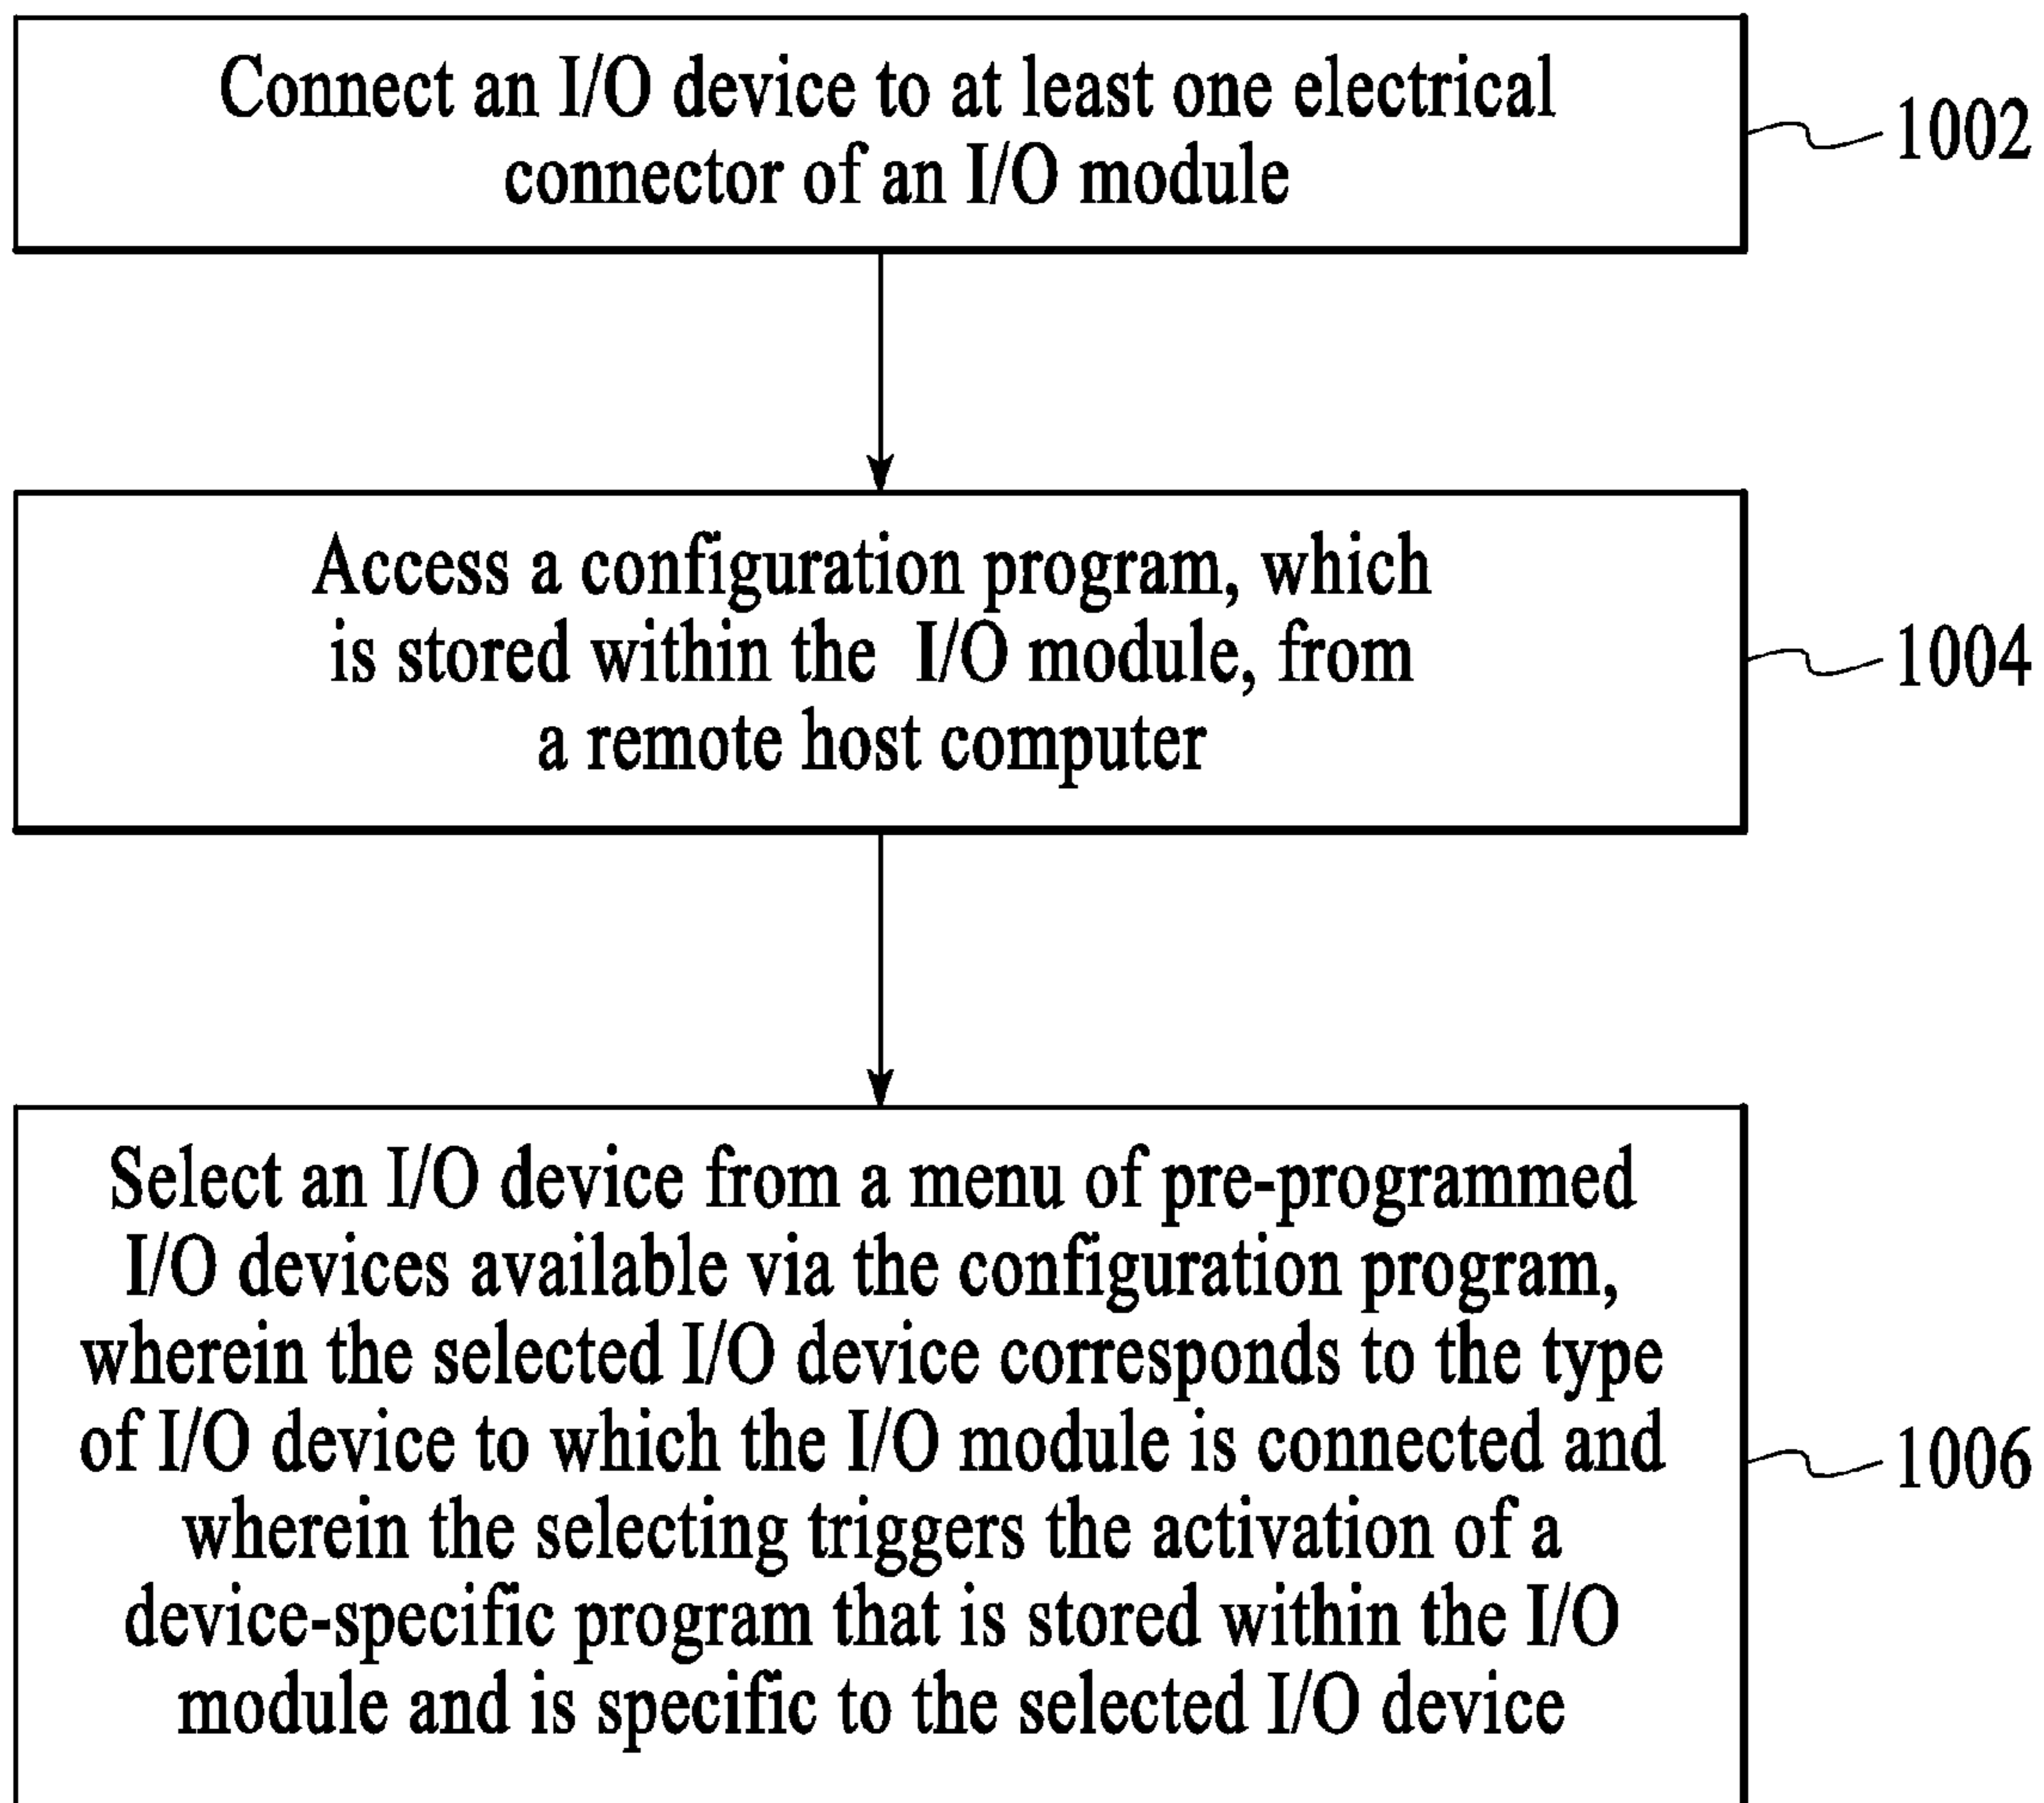 Connect an I/O device to at least one electrical
connector of an I/O module
1002
Access a configuration program, which
is stored within the I/O module, from
a remote host computer
1004
Select an I/O device from a menu of pre-programmed
I/O devices available via the configuration program,
wherein the selected I/O device corresponds to the type
of I/O device to which the I/O module is connected and
wherein the selecting triggers the activation of a
device-specific program that is stored within the I/O
module and is specific to the selected I/O device
1006